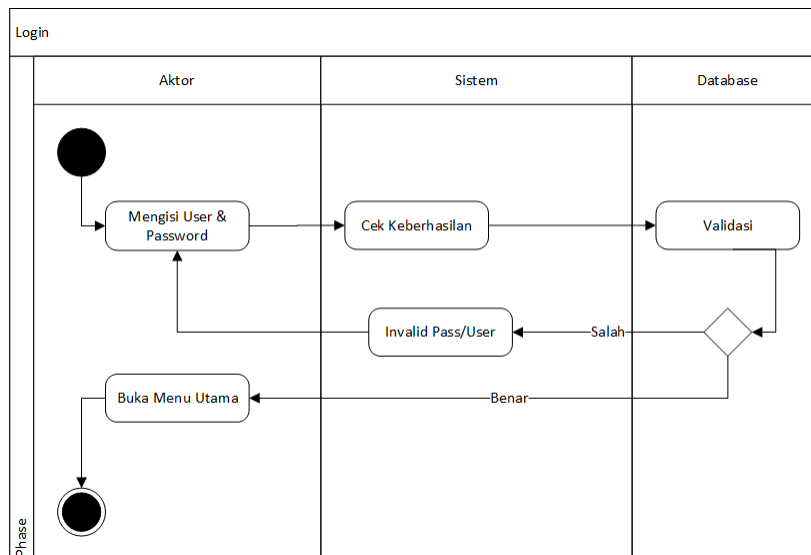 Login
Aktor
Sistem
Database
Mengisi User &
Password
Cek Keberhasilan
Validasi
Invalid Pass/User
Salah
Buka Menu Utama
Benar
Phase